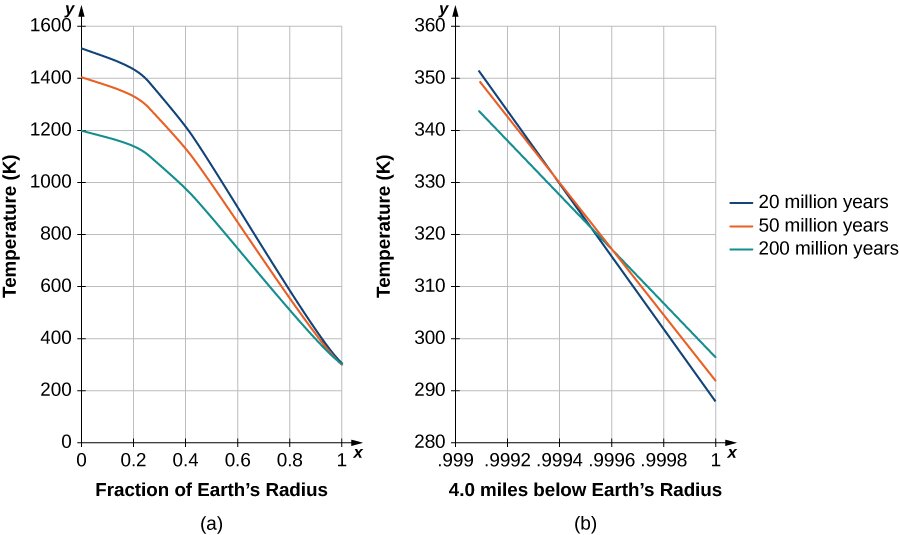 y
1600
1400
1200
1000
800
600
400
200
0
Temperature (K)
0 0.2 0.4 0.6 0.8 1 x
Fraction of Earth's Radius
(a)
y
360
350
340
330
320
310
300
290
280
Temperature (K)
.999 .9992 .9994 .9996 .9998 1 x
4.0 miles below Earth's Radius
(b)
20 million years
50 million years
200 million years